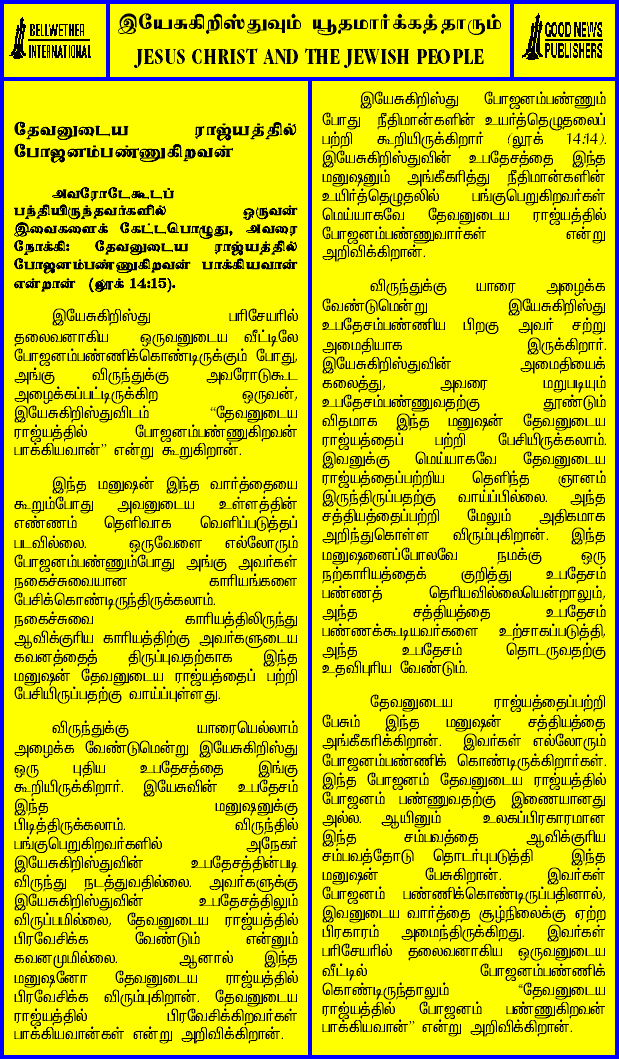 BELLWETHER
INTERNATIONAL
இயேசுகிறிஸ்துவும் யூதமார்க்கத்தாரும்
JESUS CHRIST AND THE JEWISH PEOPLE
GOOD NEWS
PUBLISHERS
தேவனுடைய ராஜ்யத்தில்
போஜனம்பண்ணுகிறவன்
அவரோடேகூடப்
பந்தியிருந்தவர்களில் ஒருவன்
இவைகளைக் கேட்டபொழுது, அவரை
நோக்கி: தேவனுடைய ராஜ்யத்தில்
போஜனம்பண்ணுகிறவன் பாக்கியவான்
என்றான் (லூக் 14:15).
இயேசுகிறிஸ்து பரிசேயரில்
தலைவனாகிய ஒருவனுடைய வீட்டிலே
போஜனம்பண்ணிக்கொண்டிருக்கும் போது,
அங்கு விருந்துக்கு அவரோடுகூட
அழைக்கப்பட்டிருக்கிற ஒருவன்,
இயேசுகிறிஸ்துவிடம் “தேவனுடைய
ராஜ்யத்தில் போஜனம்பண்ணுகிறவன்
பாக்கியவான்” என்று கூறுகிறான்.
இந்த மனுஷன் இந்த வார்த்தையை
கூறும்போது அவனுடைய உள்ளத்தின்
எண்ணம் தெளிவாக வெளிப்படுத்தப்
படவில்லை. ஒருவேளை எல்லோரும்
போஜனம்பண்ணும்போது அங்கு அவர்கள்
நகைச்சுவையான காரியங்களை
பேசிக்கொண்டிருந்திருக்கலாம்.
நகைச்சுவை காரியத்திலிருந்து
ஆவிக்குரிய காரியத்திற்கு அவர்களுடைய
கவனத்தைத் திருப்புவதற்காக இந்த
மனுஷன் தேவனுடைய ராஜ்யத்தைப் பற்றி
பேசியிருப்பதற்கு வாய்ப்புள்ளது.
விருந்துக்கு யாரையெல்லாம்
அழைக்க வேண்டுமென்று இயேசுகிறிஸ்து
ஒரு புதிய உபதேசத்தை இங்கு
கூறியிருக்கிறார். இயேசுவின் உபதேசம்
இந்த மனுஷனுக்கு
பிடித்திருக்கலாம். விருந்தில்
பங்குபெறுகிறவர்களில் அநேகர்
இயேசுகிறிஸ்துவின் உபதேசத்தின்படி
விருந்து நடத்துவதில்லை. அவர்களுக்கு
இயேசுகிறிஸ்துவின் உபதேசத்திலும்
விருப்பமில்லை, தேவனுடைய ராஜ்யத்தில்
பிரவேசிக்க வேண்டும் என்னும்
கவனமுமில்லை. ஆனால் இந்த
மனுஷனோ தேவனுடைய ராஜ்யத்தில்
பிரவேசிக்க விரும்புகிறான். தேவனுடைய
ராஜ்யத்தில் பிரவேசிக்கிறவர்கள்
பாக்கியவான்கள் என்று அறிவிக்கிறான்.
இயேசுகிறிஸ்து போஜனம்பண்ணும்
போது நீதிமான்களின் உயர்த்தெழுதலைப்
பற்றி கூறியிருக்கிறார் (லூக் 14:14).
இயேசுகிறிஸ்துவின் உபதேசத்தை இந்த
மனுஷனும் அங்கீகரித்து நீதிமான்களின்
உயிர்த்தெழுதலில் பங்குபெறுகிறவர்கள்
மெய்யாகவே தேவனுடைய ராஜ்யத்தில்
போஜனம்பண்ணுவார்கள் என்று
அறிவிக்கிறான்.
விருந்துக்கு யாரை அழைக்க
வேண்டுமென்று இயேசுகிறிஸ்து
உபதேசம்பண்ணிய பிறகு அவர் சற்று
அமைதியாக இருக்கிறார்.
இயேசுகிறிஸ்துவின் அமைதியைக்
கலைத்து, அவரை மறுபடியும்
உபதேசம்பண்ணுவதற்கு தூண்டும்
விதமாக இந்த மனுஷன் தேவனுடைய
ராஜ்யத்தைப் பற்றி பேசியிருக்கலாம்.
இவனுக்கு மெய்யாகவே தேவனுடைய
ராஜ்யத்தைப்பற்றிய தெளிந்த ஞானம்
இருந்திருப்பதற்கு வாய்ப்பில்லை. அந்த
சத்தியத்தைப்பற்றி மேலும் அதிகமாக
அறிந்துகொள்ள விரும்புகிறான். இந்த
மனுஷனைப்போலவே நமக்கு ஒரு
நற்காரியத்தைக் குறித்து உபதேசம்
பண்ணத் தெரியவில்லையென்றாலும்,
அந்த சத்தியத்தை உபதேசம்
பண்ணக்கூடியவர்களை உற்சாகப்படுத்தி,
அந்த உபதேசம் தொடருவதற்கு
உதவிபுரிய வேண்டும்.
தேவனுடைய ராஜ்யத்தைப்பற்றி
பேசும் இந்த மனுஷன் சத்தியத்தை
அங்கீகரிக்கிறான். இவர்கள் எல்லோரும்
போஜனம்பண்ணிக் கொண்டிருக்கிறார்கள்.
இந்த போஜனம் தேவனுடைய ராஜ்யத்தில்
போஜனம் பண்ணுவதற்கு இணையானது
அல்ல. ஆயினும் உலகப்பிரகாரமான
இந்த சம்பவத்தை ஆவிக்குரிய
சம்பவத்தோடு தொடர்புபடுத்தி இந்த
மனுஷன் பேசுகிறான். இவர்கள்
போஜனம் பண்ணிக்கொண்டிருப்பதினால்,
இவனுடைய வார்த்தை சூழ்நிலைக்கு ஏற்ற
பிரகாரம் அமைந்திருக்கிறது. இவர்கள்
பரிசேயரில் தலைவனாகிய ஒருவனுடைய
வீட்டில் போஜனம்பண்ணிக்
கொண்டிருந்தாலும் “தேவனுடைய
ராஜ்யத்தில் போஜனம் பண்ணுகிறவன்
பாக்கியவான்” என்று அறிவிக்கிறான்.